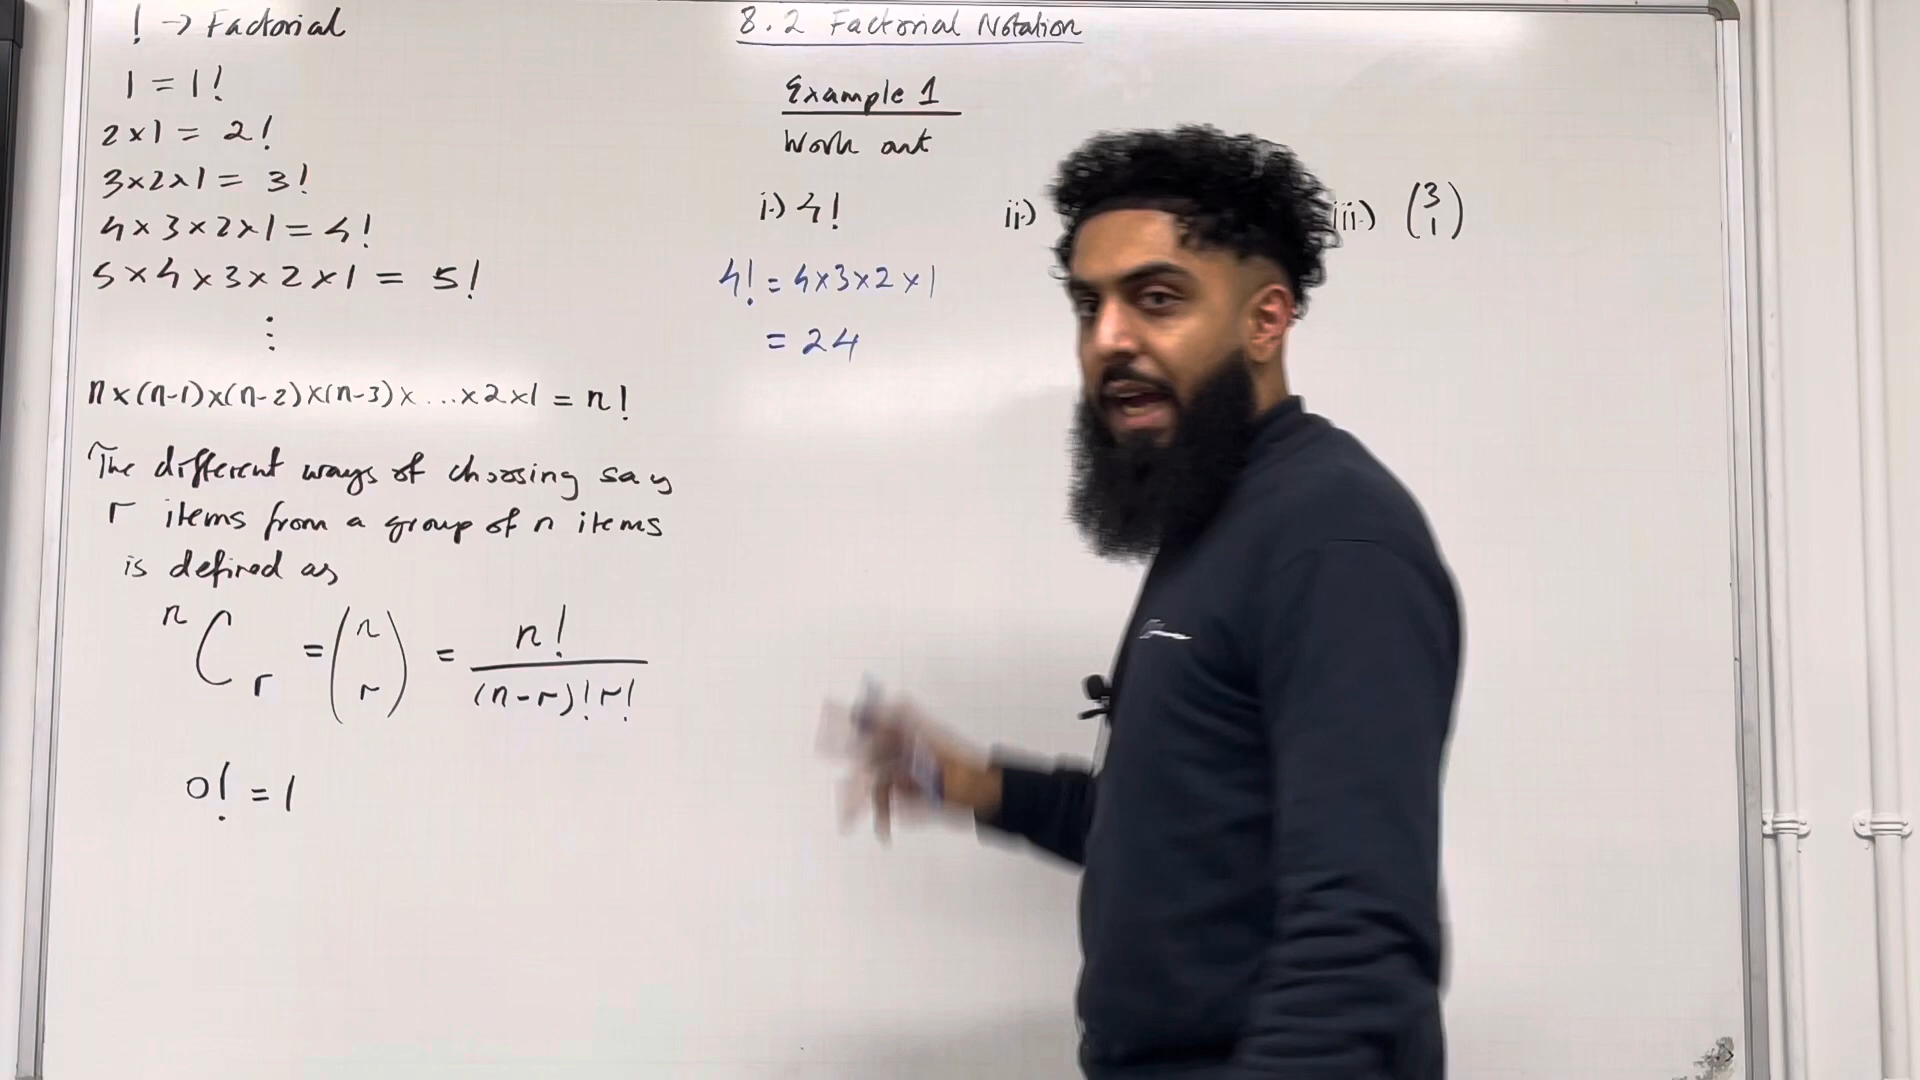 ! → Factorial
1 = 1!
2×1 = 2!
3×2×1 = 3!
4×3×2×1 = 4!
5×4×3×2×1 = 5!
⋮
n×(n-1)×(n-2)×(n-3)×...×2×1 = n!
The different ways of choosing say
r items from a group of n items
is defined as
ⁿCᵣ = (n r) = n! / (n-r)! r!
0! = 1
8.2 Factorial Notation
Example 1
Work out
i.) 4!
4! = 4×3×2×1
= 24
ii.)
iii.) (3 1)